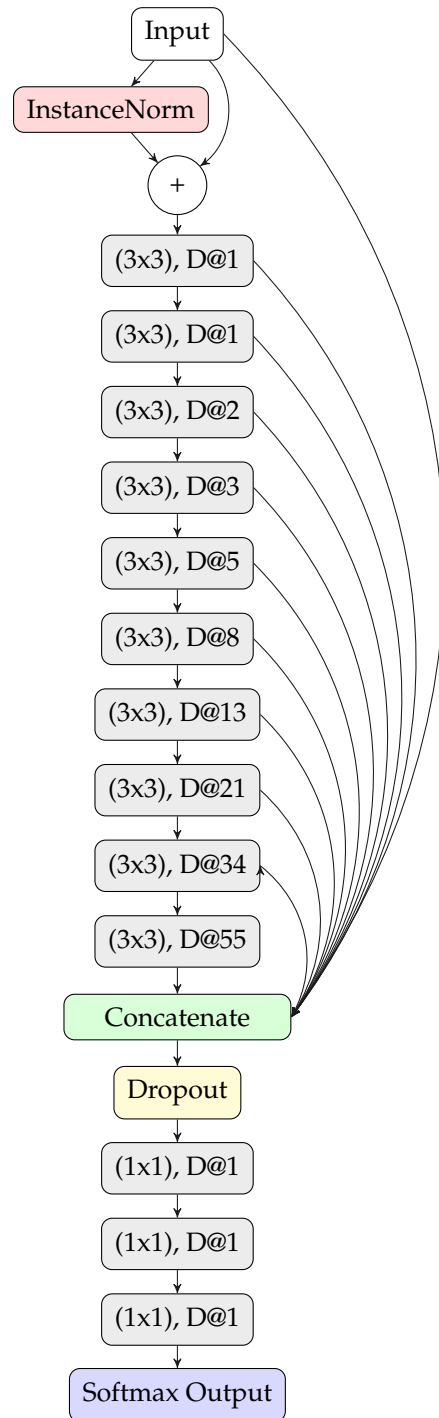 Input
InstanceNorm
+
(3x3), D@1
(3x3), D@1
(3x3), D@2
(3x3), D@3
(3x3), D@5
(3x3), D@8
(3x3), D@13
(3x3), D@21
(3x3), D@34
(3x3), D@55
Concatenate
Dropout
(1x1), D@1
(1x1), D@1
(1x1), D@1
Softmax Output